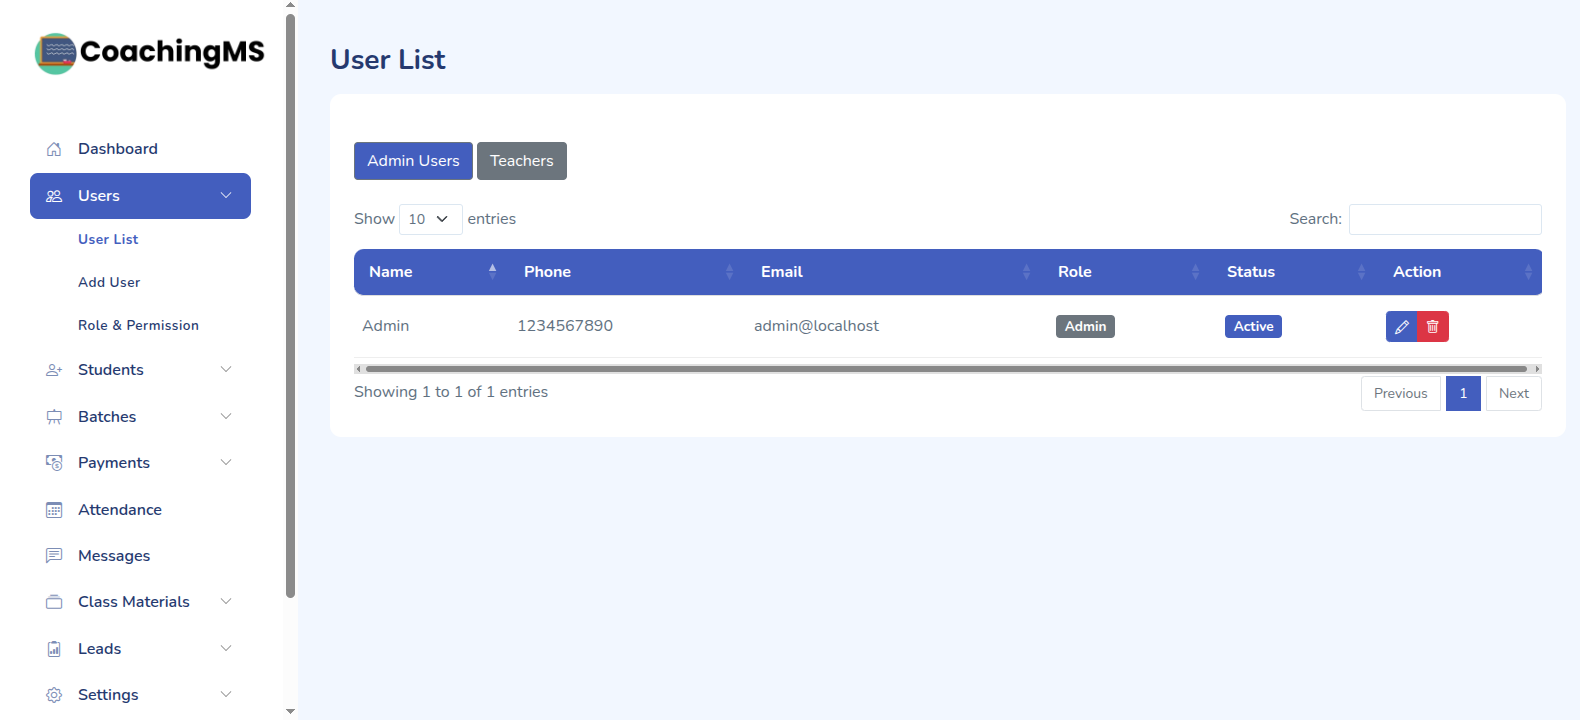 CoachingMS
Dashboard
Users
User List
Add User
Role & Permission
Students
Batches
Payments
Attendance
Messages
Class Materials
Leads
Settings
User List
Admin Users Teachers
Show 10 entries Search:
Name Phone Email Role Status Action
Admin 1234567890 admin@localhost Admin Active
Showing 1 to 1 of 1 entries Previous 1 Next